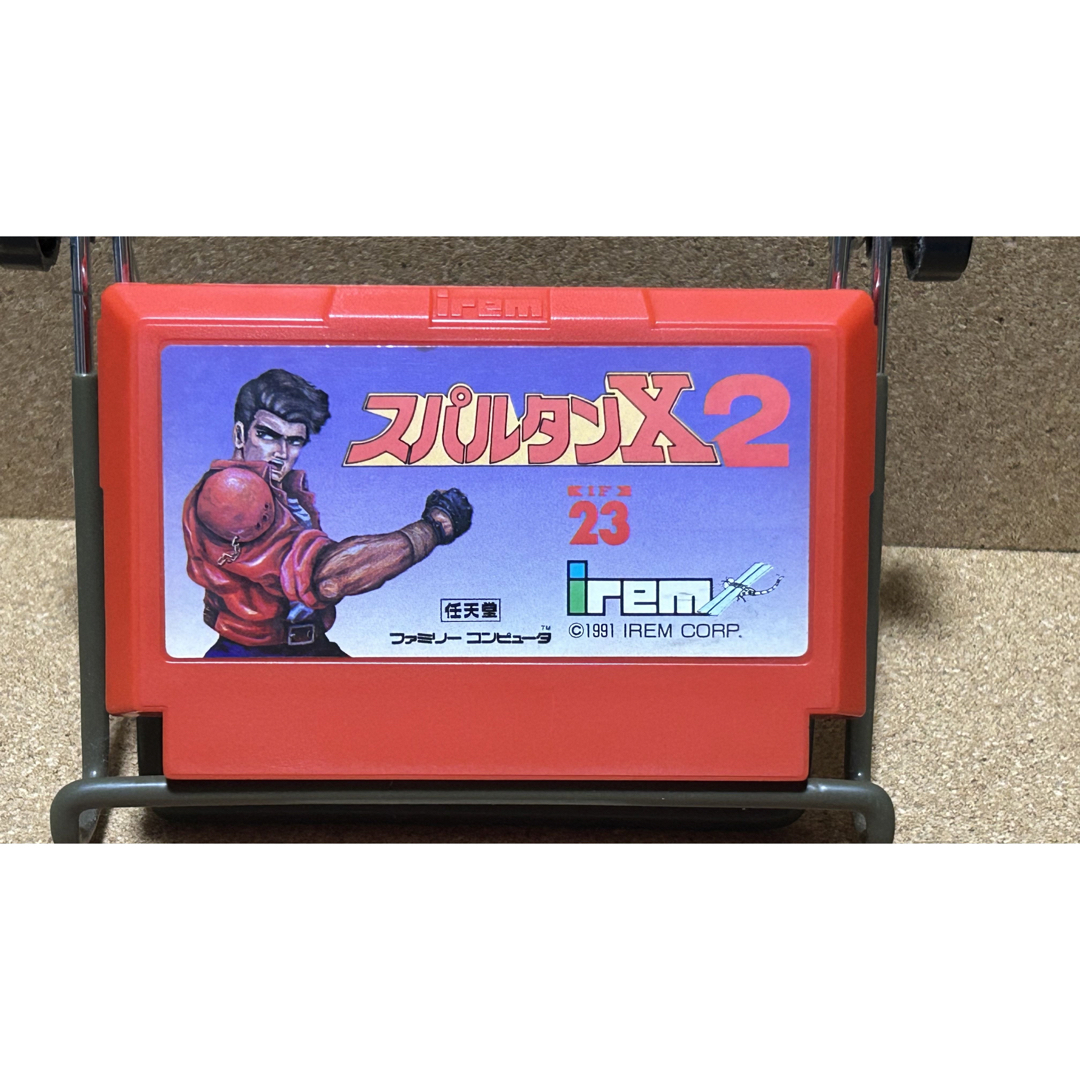 irem
スパルタンX2
IF
23
irem
任天堂
ファミリー コンピュータ™
©1991 IREM CORP.